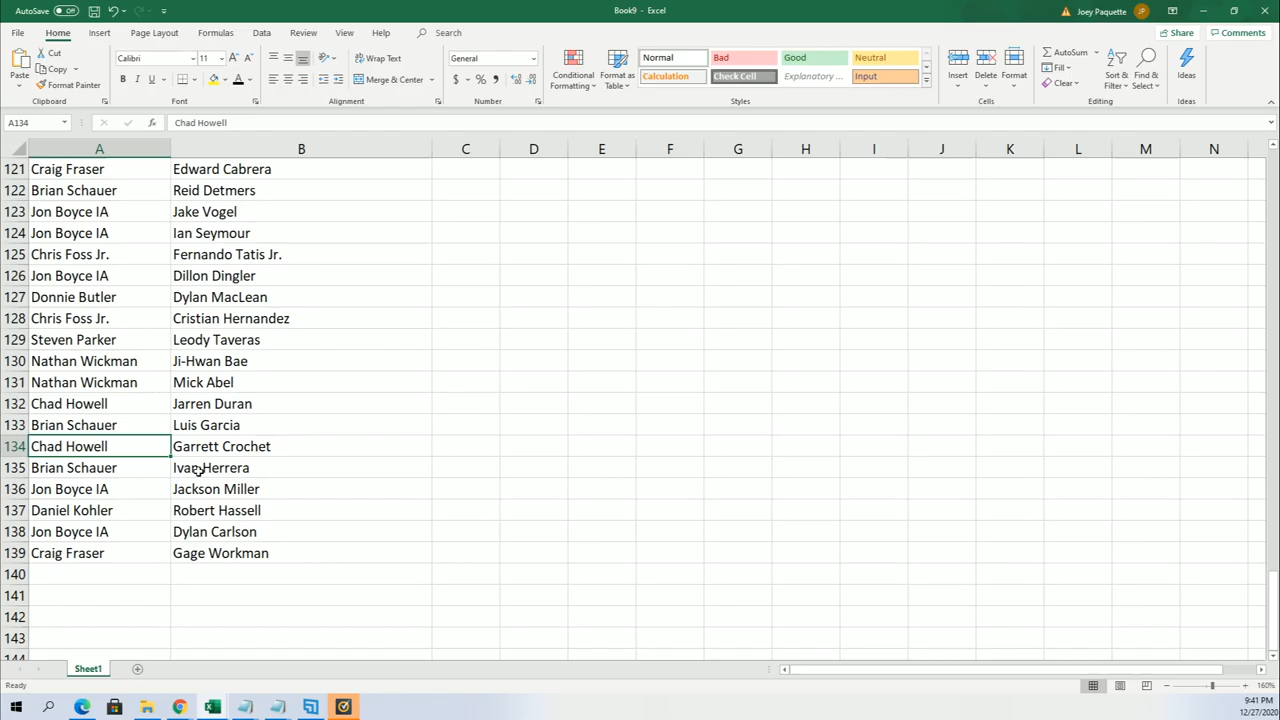 AutoSave Off
Book9 - Excel
Joey Paquette JP
File Home Insert Page Layout Formulas Data Review View Help Search Share Comments
Paste Cut Copy Format Painter Clipboard
Calibri 11 B I U A Font
Wrap Text Merge & Center Alignment
General $ % , Number
Conditional Formatting Format as Table
Normal Bad Good Neutral
Calculation Check Cell Explanatory ... Input
Styles
Insert Delete Format Cells
AutoSum Fill Clear Sort & Filter Find & Select Editing
Ideas Ideas
A134 fx Chad Howell
A B C D E F G H I J K L M N
121 Craig Fraser Edward Cabrera
122 Brian Schauer Reid Detmers
123 Jon Boyce IA Jake Vogel
124 Jon Boyce IA Ian Seymour
125 Chris Foss Jr. Fernando Tatis Jr.
126 Jon Boyce IA Dillon Dingler
127 Donnie Butler Dylan MacLean
128 Chris Foss Jr. Cristian Hernandez
129 Steven Parker Leody Taveras
130 Nathan Wickman Ji-Hwan Bae
131 Nathan Wickman Mick Abel
132 Chad Howell Jarren Duran
133 Brian Schauer Luis Garcia
134 Chad Howell Garrett Crochet
135 Brian Schauer Ivan Herrera
136 Jon Boyce IA Jackson Miller
137 Daniel Kohler Robert Hassell
138 Jon Boyce IA Dylan Carlson
139 Craig Fraser Gage Workman
140
141
142
143
144
Sheet1
Ready 160%
9:41 PM
12/27/2020